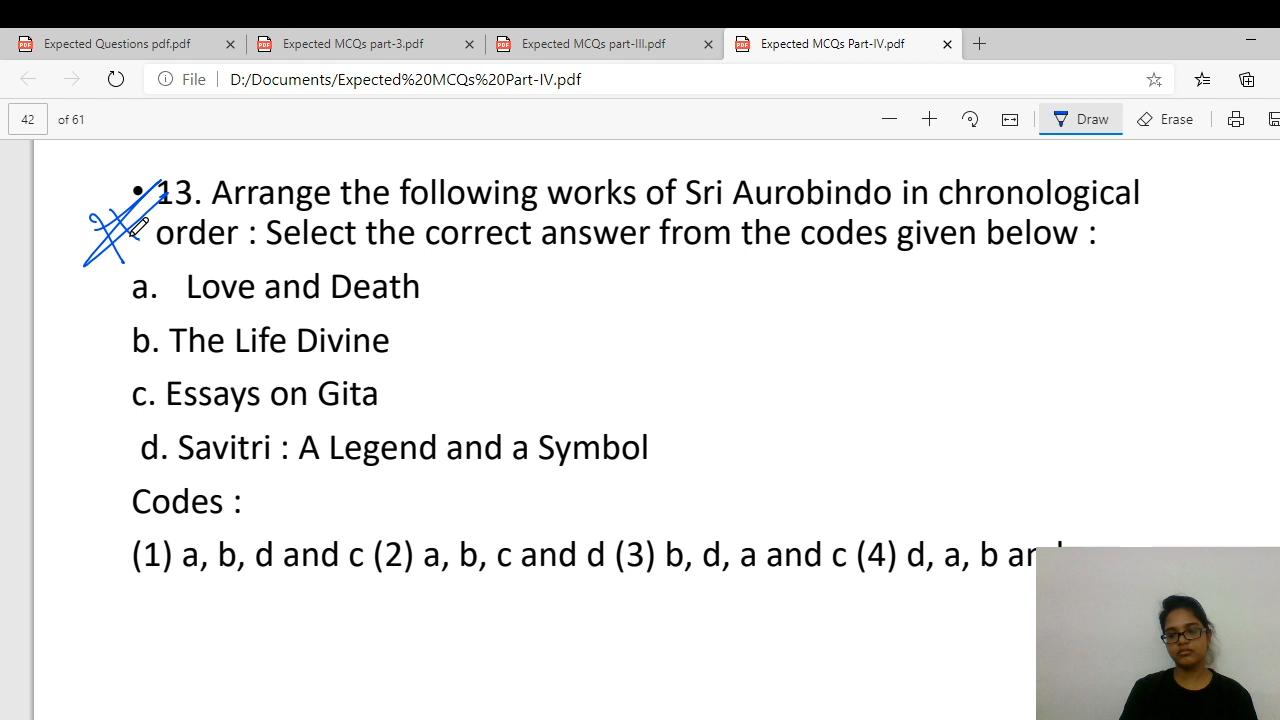 Expected Questions pdf.pdf Expected MCQs part-3.pdf Expected MCQs part-III.pdf Expected MCQs Part-IV.pdf
File D:/Documents/Expected%20MCQs%20Part-IV.pdf
42 of 61 Draw Erase
• 13. Arrange the following works of Sri Aurobindo in chronological
order : Select the correct answer from the codes given below :
a. Love and Death
b. The Life Divine
c. Essays on Gita
d. Savitri : A Legend and a Symbol
Codes :
(1) a, b, d and c (2) a, b, c and d (3) b, d, a and c (4) d, a, b